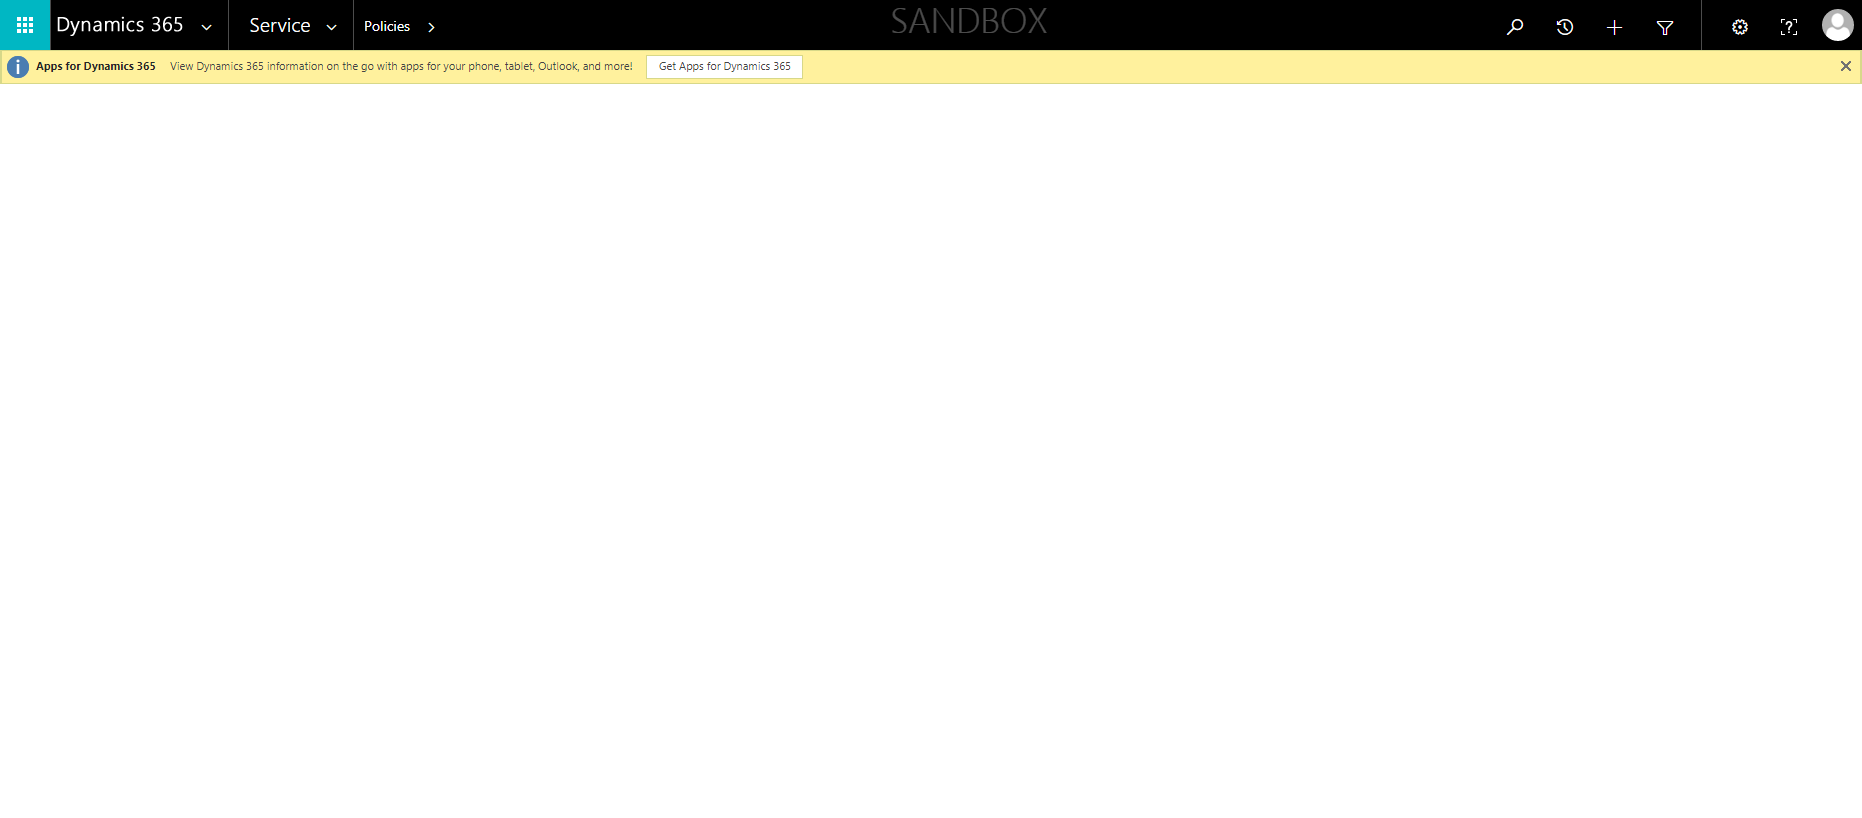 Dynamics 365 Service Policies SANDBOX
Apps for Dynamics 365 View Dynamics 365 information on the go with apps for your phone, tablet, Outlook, and more! Get Apps for Dynamics 365